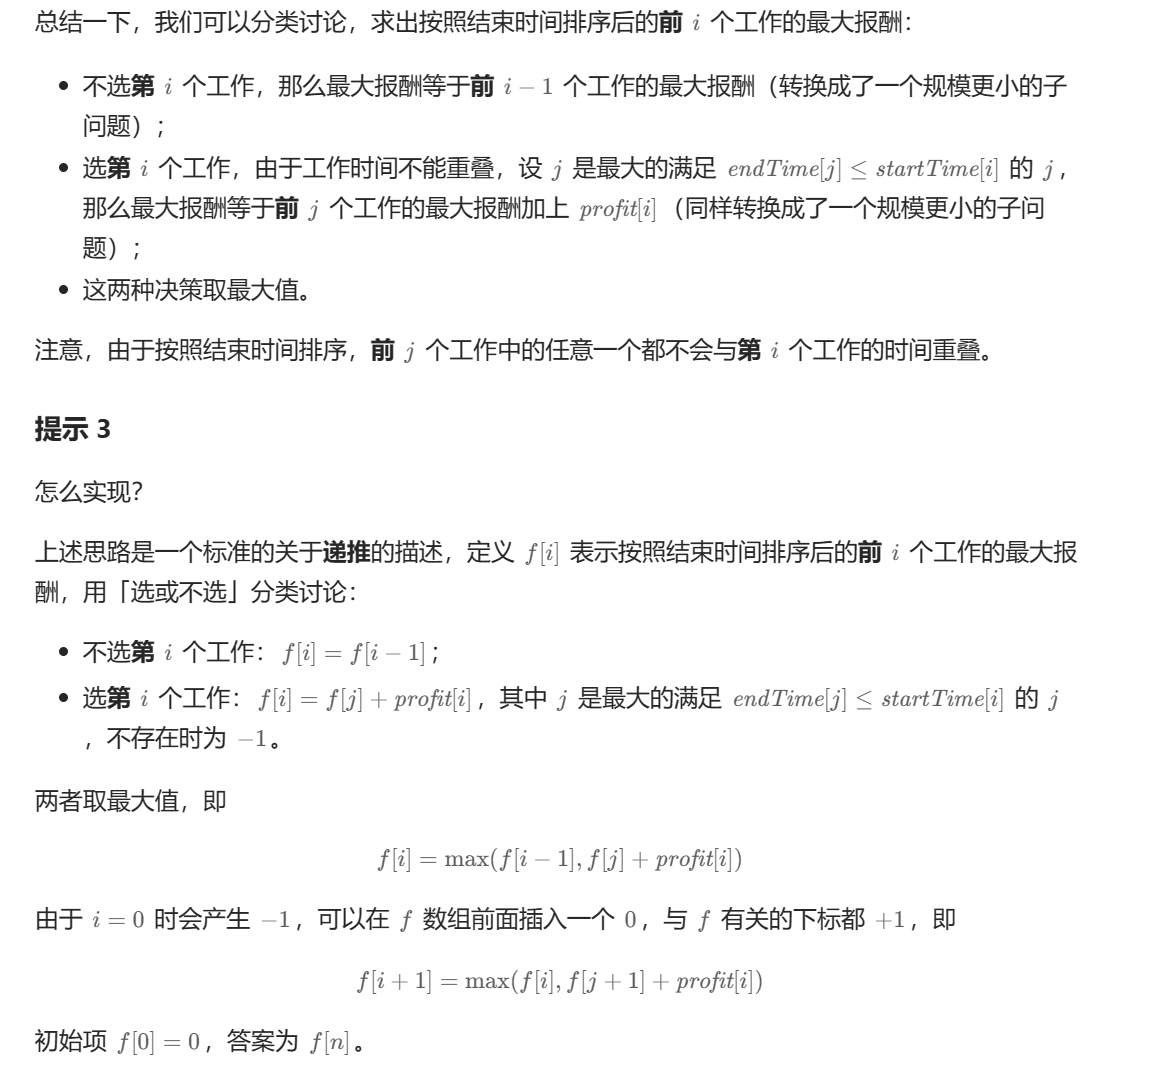 总结一下，我们可以分类讨论，求出按照结束时间排序后的前 i 个工作的最大报酬：
• 不选第 i 个工作，那么最大报酬等于前 i − 1 个工作的最大报酬（转换成了一个规模更小的子
问题）；
• 选第 i 个工作，由于工作时间不能重叠，设 j 是最大的满足 endTime[j] ≤ startTime[i] 的 j，
那么最大报酬等于前 j 个工作的最大报酬加上 profit[i]（同样转换成了一个规模更小的子问
题）；
• 这两种决策取最大值。
注意，由于按照结束时间排序，前 j 个工作中的任意一个都不会与第 i 个工作的时间重叠。
提示 3
怎么实现？
上述思路是一个标准的关于递推的描述，定义 f[i] 表示按照结束时间排序后的前 i 个工作的最大报
酬，用「选或不选」分类讨论：
• 不选第 i 个工作：f[i] = f[i − 1]；
• 选第 i 个工作：f[i] = f[j] + profit[i]，其中 j 是最大的满足 endTime[j] ≤ startTime[i] 的 j
，不存在时为 −1。
两者取最大值，即
f[i] = max(f[i − 1], f[j] + profit[i])
由于 i = 0 时会产生 −1，可以在 f 数组前面插入一个 0，与 f 有关的下标都 +1，即
f[i + 1] = max(f[i], f[j + 1] + profit[i])
初始项 f[0] = 0，答案为 f[n]。